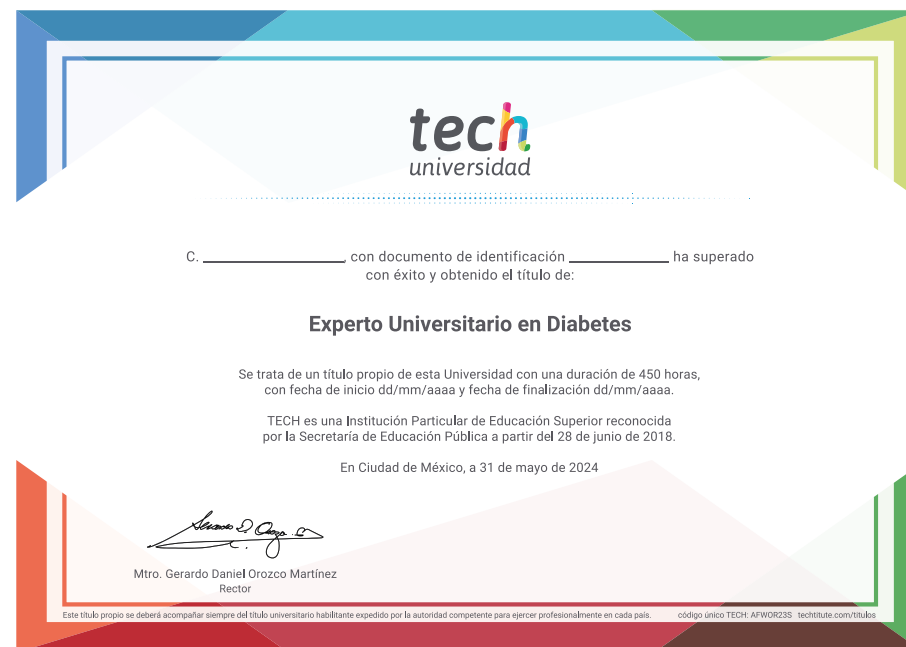 tech
universidad
C. ____________________, con documento de identificación ______________ ha superado
con éxito y obtenido el título de:
Experto Universitario en Diabetes
Se trata de un título propio de esta Universidad con una duración de 450 horas,
con fecha de inicio dd/mm/aaaa y fecha de finalización dd/mm/aaaa.
TECH es una Institución Particular de Educación Superior reconocida
por la Secretaría de Educación Pública a partir del 28 de junio de 2018.
En Ciudad de México, a 31 de mayo de 2024
Mtro. Gerardo Daniel Orozco Martínez
Rector
Este título propio se deberá acompañar siempre del título universitario habilitante expedido por la autoridad competente para ejercer profesionalmente en cada país. código único TECH: AFWOR23S techtitute.com/titulos